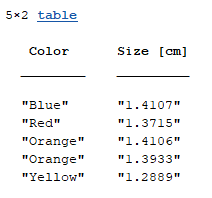 5×2 table
Color Size [cm]
"Blue" "1.4107"
"Red" "1.3715"
"Orange" "1.4106"
"Orange" "1.3933"
"Yellow" "1.2889"